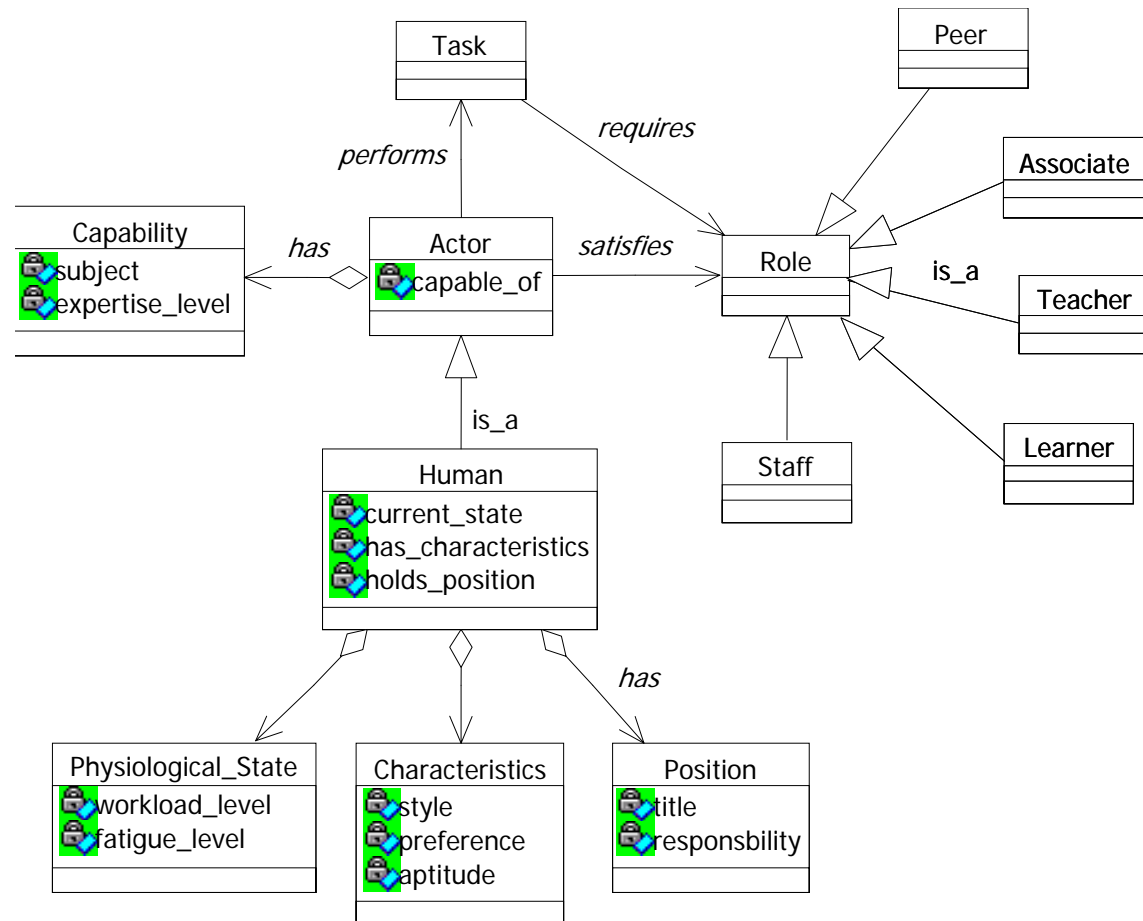 Task
Peer
requires
performs
Associate
Capability
subject
expertise_level
has
Actor
capable_of
satisfies
Role
is_a
Teacher
is_a
Human
current_state
has_characteristics
holds_position
Staff
Learner
has
Physiological_State
workload_level
fatigue_level
Characteristics
style
preference
aptitude
Position
title
responsbility